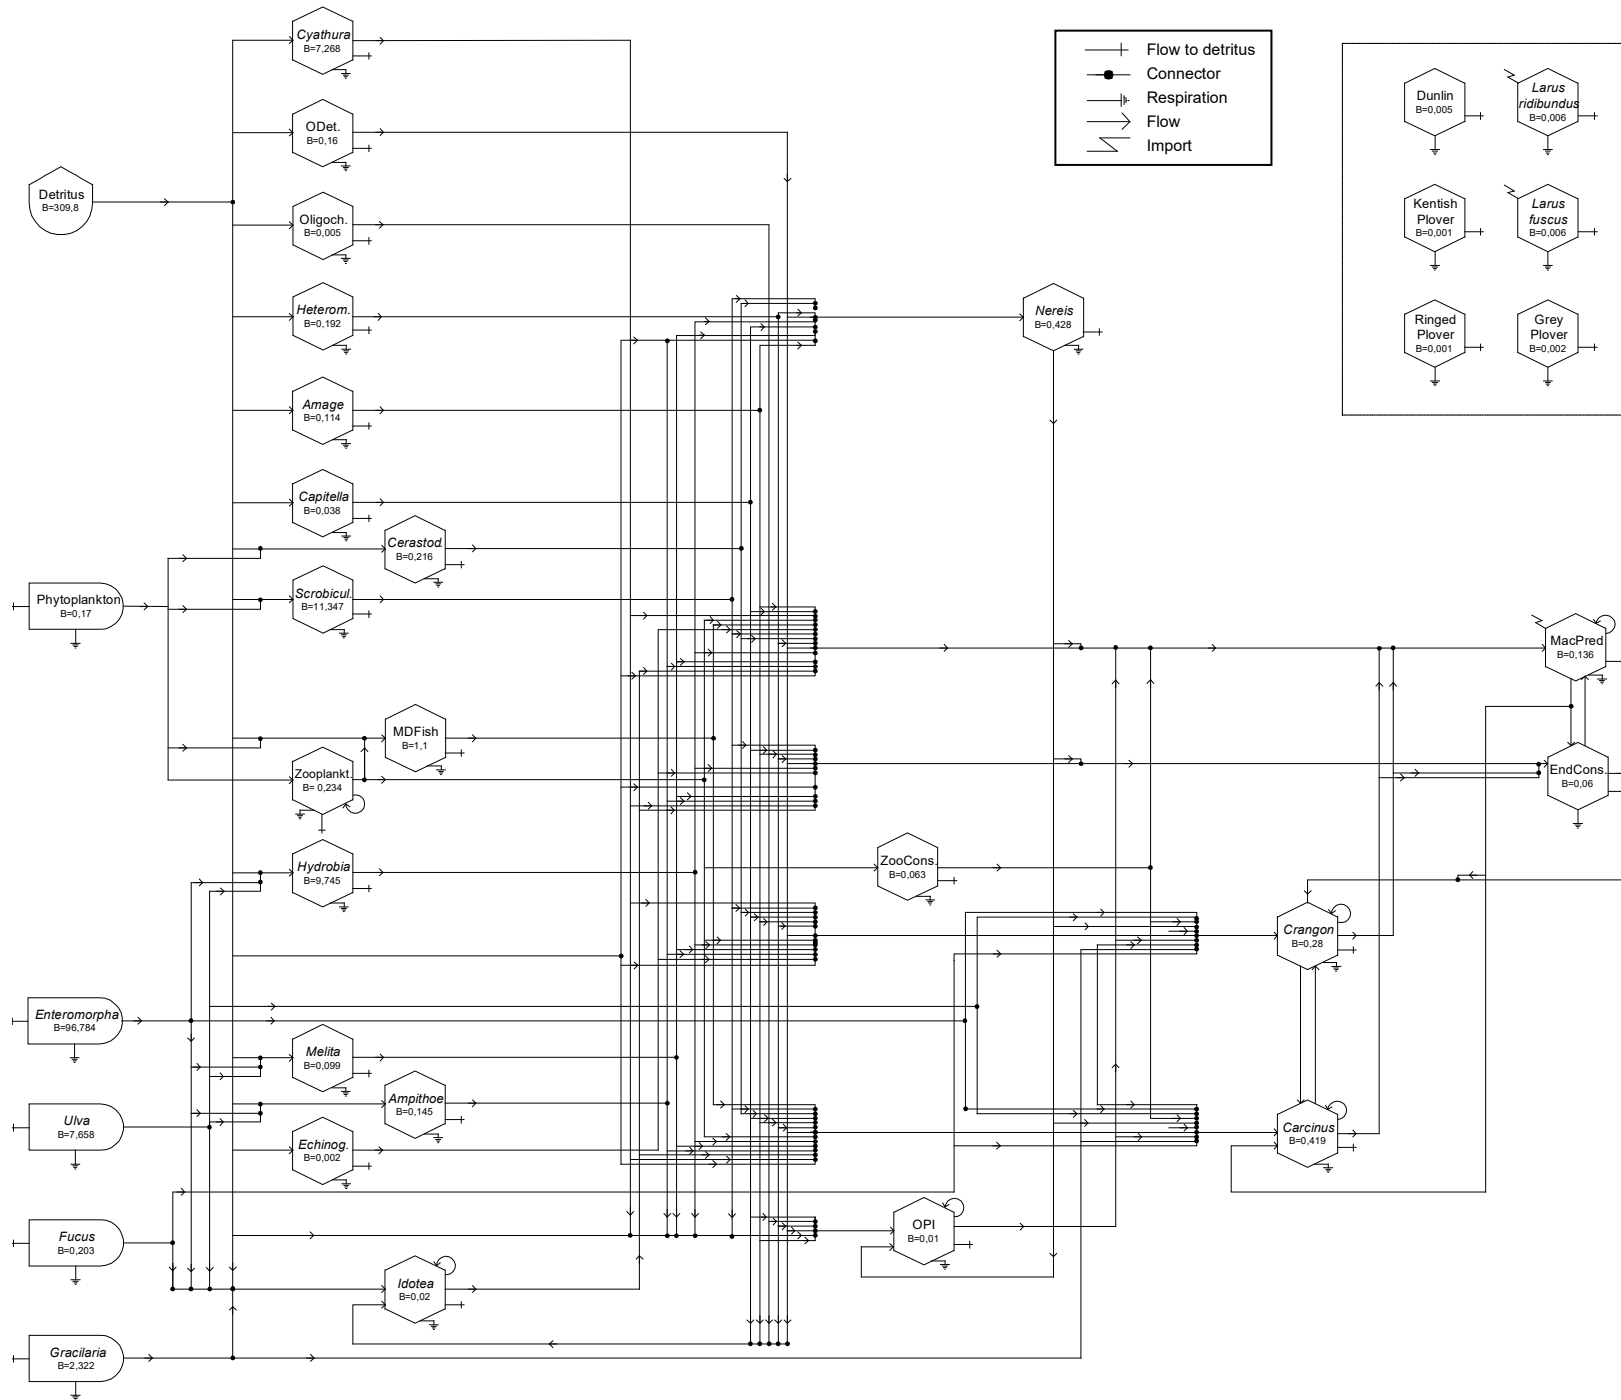 Cyathura
B=7,268
Flow to detritus
Connector
Respiration
Flow
Import
Dunlin
B=0,005
Larus
ridibundus
B=0,006
ODet.
B=0,16
Detritus
B=309,8
Oligoch.
B=0,005
Kentish
Plover
B=0,001
Larus
fuscus
B=0,006
Heterom.
B=0,192
Nereis
B=0,428
Ringed
Plover
B=0,001
Grey
Plover
B=0,002
Amage
B=0,114
Capitella
B=0,038
Cerastod.
B=0,216
Phytoplankton
B=0,17
Scrobicul.
B=11,347
MacPred
B=0,136
MDFish
B=1,1
Zooplankt.
B= 0,234
EndCons.
B=0,06
Hydrobia
B=9,745
ZooCons.
B=0,063
Crangon
B=0,28
Enteromorpha
B=96,784
Melita
B=0,099
Ampithoe
B=0,145
Ulva
B=7,658
Echinog.
B=0,002
Carcinus
B=0,419
Fucus
B=0,203
OPI
B=0,01
Idotea
B=0,02
Gracilaria
B=2,322